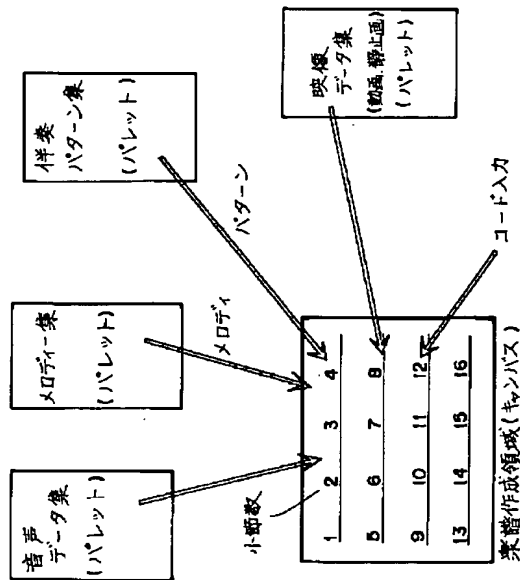 音声
データ集
(パレット)
メロディー集
(パレット)
伴奏
パターン集
(パレット)
映像
データ集
(動画,静止画)
(パレット)
メロディ
パターン
コード入力
小節数
1 2 3 4
5 6 7 8
9 10 11 12
13 14 15 16
楽譜作成領域(キャンバス)